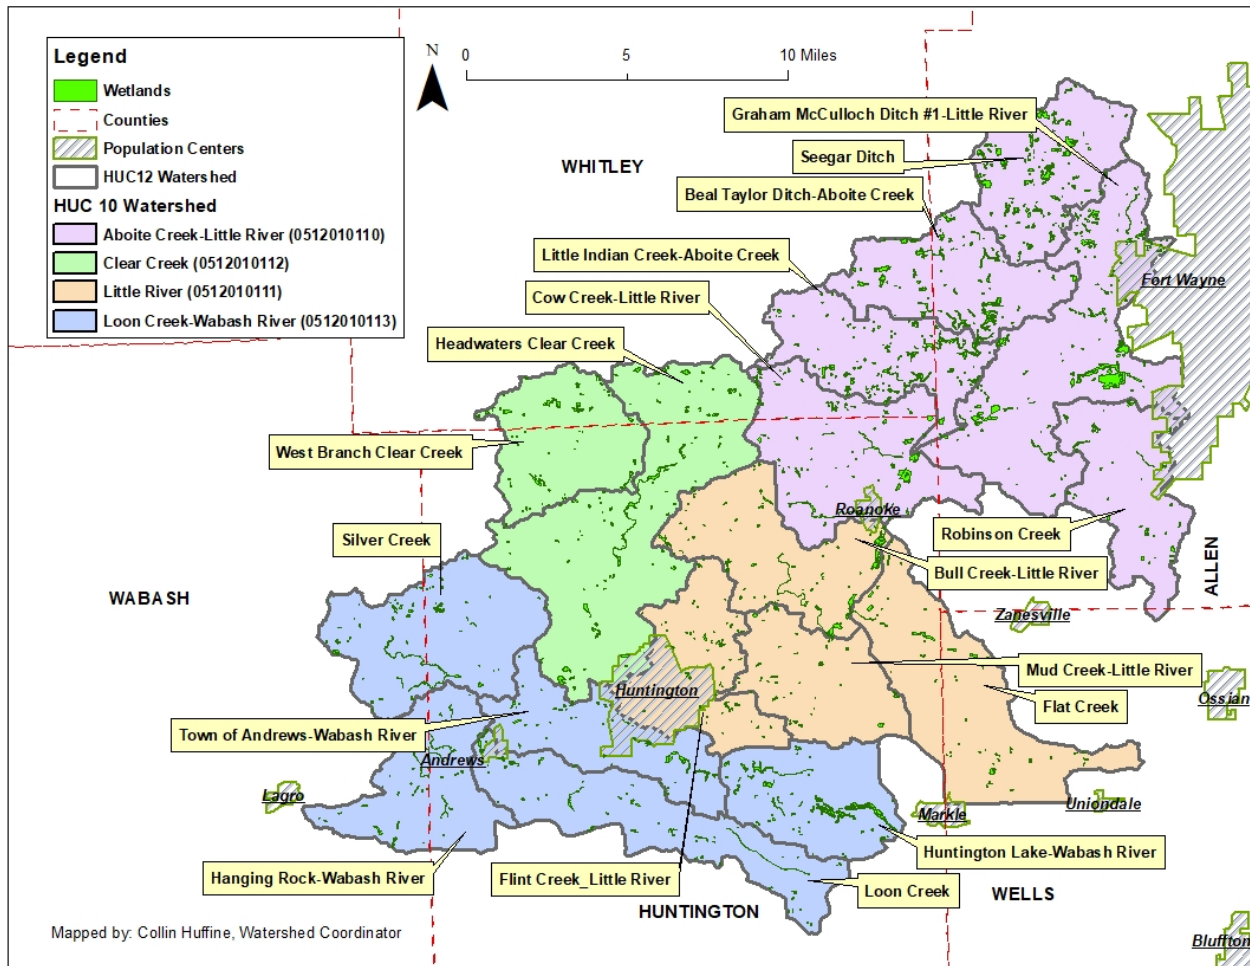 Legend
Wetlands
Counties
Population Centers
HUC12 Watershed
HUC 10 Watershed
Aboite Creek-Little River (0512010110)
Clear Creek (0512010112)
Little River (0512010111)
Loon Creek-Wabash River (0512010113)
N
0 5 10 Miles
Graham McCulloch Ditch #1-Little River
WHITLEY
Seegar Ditch
Beal Taylor Ditch-Aboite Creek
Little Indian Creek-Aboite Creek
Fort Wayne
Cow Creek-Little River
Headwaters Clear Creek
West Branch Clear Creek
Roanoke
Silver Creek
Robinson Creek
Bull Creek-Little River
ALLEN
WABASH
Zanesville
Mud Creek-Little River
Huntington
Ossian
Flat Creek
Town of Andrews-Wabash River
Andrews
Lagro
Uniondale
Markle
Huntington Lake-Wabash River
Hanging Rock-Wabash River
Flint Creek_Little River
Loon Creek
WELLS
HUNTINGTON
Mapped by: Collin Huffine, Watershed Coordinator
Bluffton